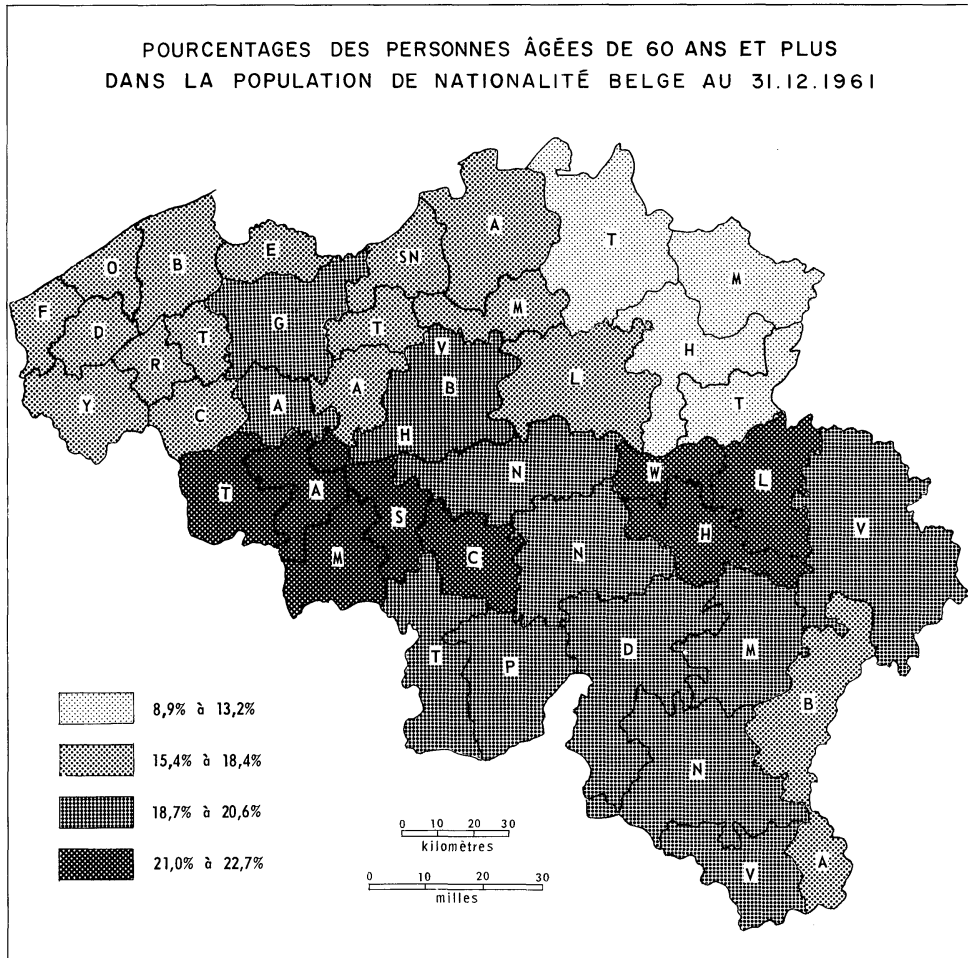 POURCENTAGES DES PERSONNES ÂGÉES DE 60 ANS ET PLUS
DANS LA POPULATION DE NATIONALITÉ BELGE AU 31.12.1961
A
T
M
E
SN
O
B
F
D
G
T
M
R
T
H
V
Y
C
A
A
B
L
T
H
T
A
N
W
L
S
H
V
M
C
N
T
P
D
M
B
N
V
A
8,9% à 13,2%
15,4% à 18,4%
18,7% à 20,6%
21,0% à 22,7%
0 10 20 30
kilomètres
0 10 20 30
milles